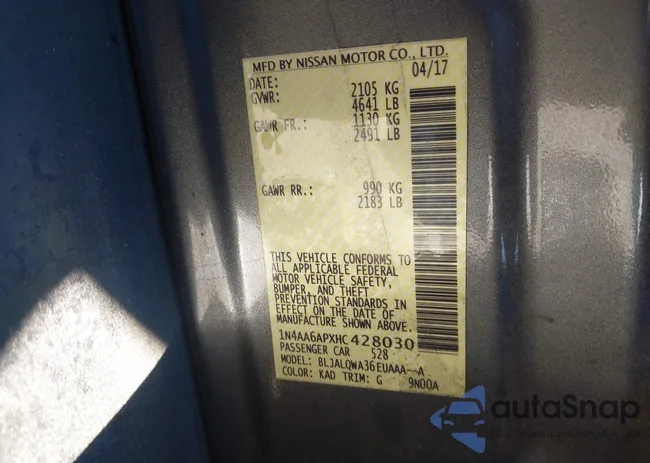 MFD BY NISSAN MOTOR CO., LTD.
DATE: 04/17
GVWR: 2105 KG
4641 LB
GAWR FR.: 1130 KG
2491 LB
GAWR RR.: 990 KG
2183 LB
THIS VEHICLE CONFORMS TO
ALL APPLICABLE FEDERAL
MOTOR VEHICLE SAFETY,
BUMPER, AND THEFT
PREVENTION STANDARDS IN
EFFECT ON THE DATE OF
MANUFACTURE SHOWN ABOVE.
1N4AA6APXHC428030
PASSENGER CAR 528
MODEL: BLJALQWA36EUAAA--A
COLOR: KAD TRIM: G 9N00A
autoSnap